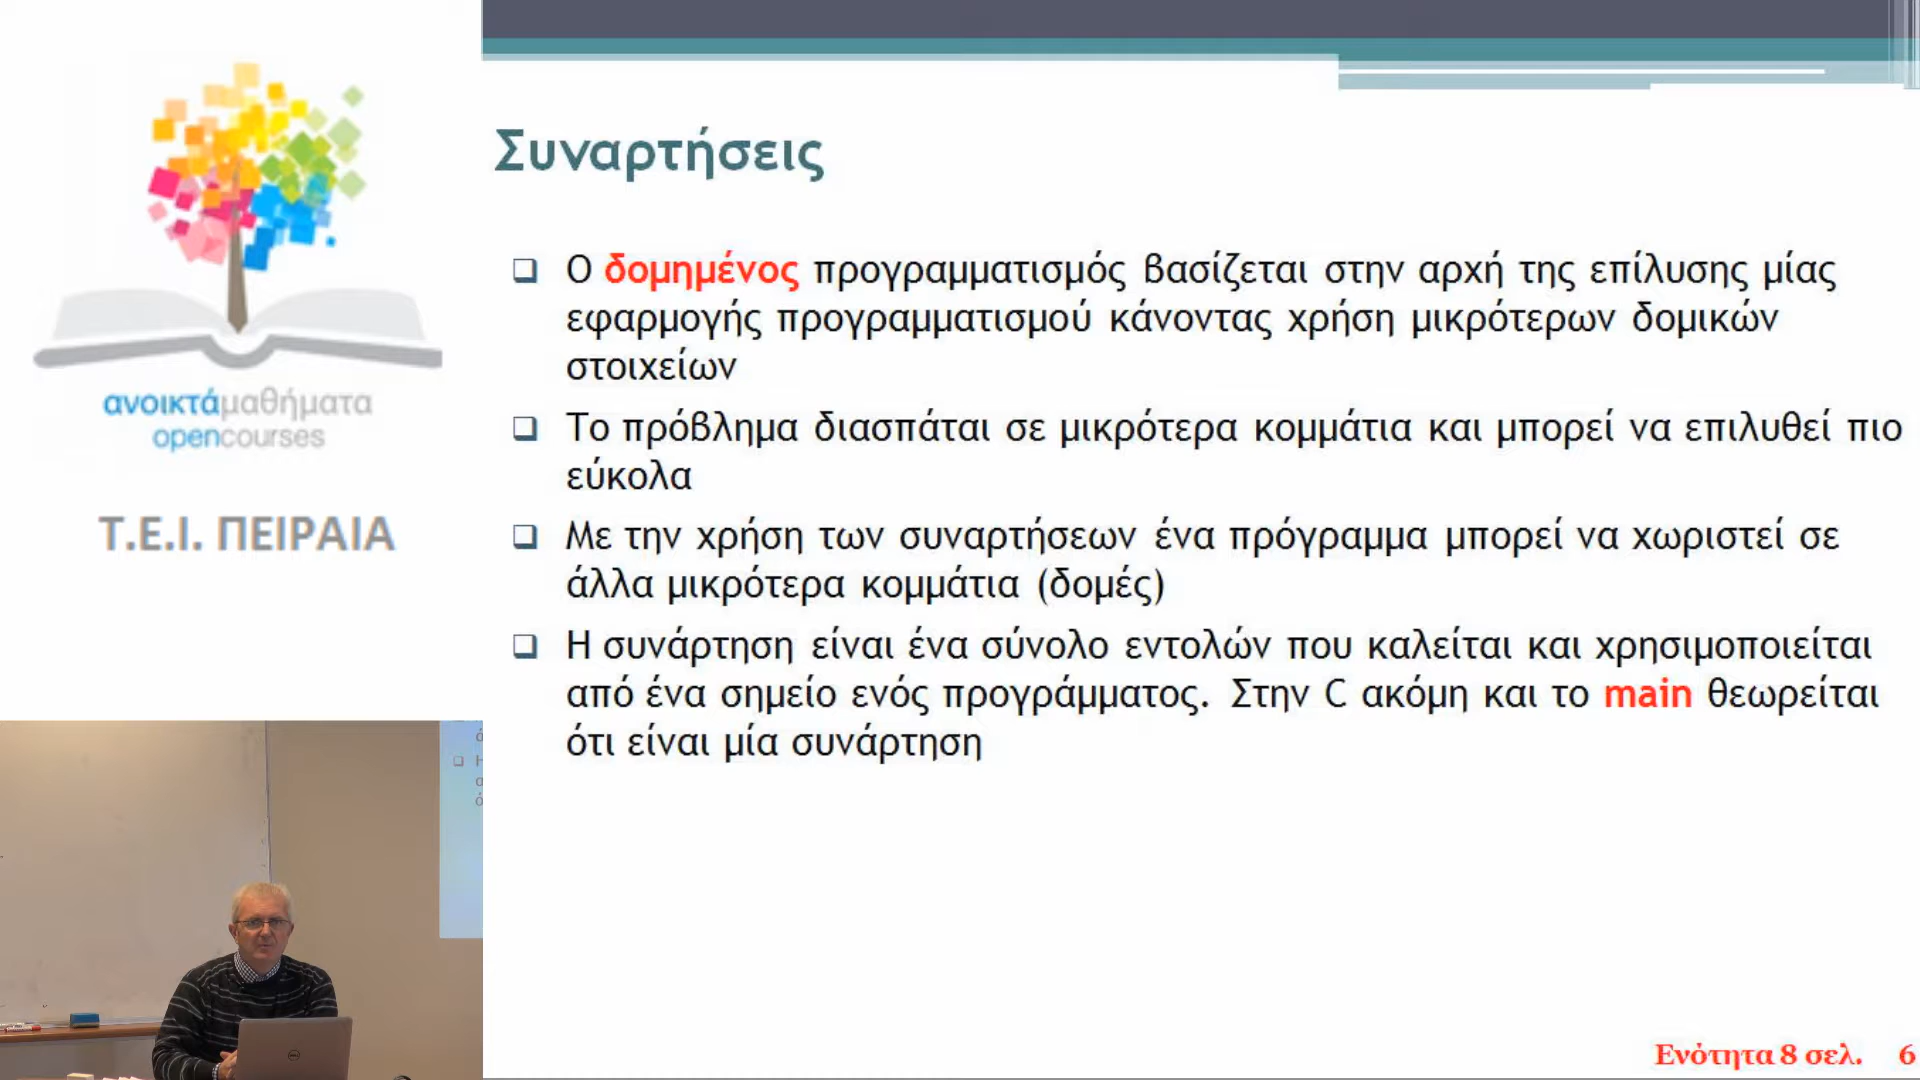 ανοικτάμαθήματα
opencourses
Τ.Ε.Ι. ΠΕΙΡΑΙΑ
Συναρτήσεις
Ο δομημένος προγραμματισμός βασίζεται στην αρχή της επίλυσης μίας
εφαρμογής προγραμματισμού κάνοντας χρήση μικρότερων δομικών
στοιχείων
Το πρόβλημα διασπάται σε μικρότερα κομμάτια και μπορεί να επιλυθεί πιο
εύκολα
Με την χρήση των συναρτήσεων ένα πρόγραμμα μπορεί να χωριστεί σε
άλλα μικρότερα κομμάτια (δομές)
Η συνάρτηση είναι ένα σύνολο εντολών που καλείται και χρησιμοποιείται
από ένα σημείο ενός προγράμματος. Στην C ακόμη και το main θεωρείται
ότι είναι μία συνάρτηση
Ενότητα 8 σελ. 6